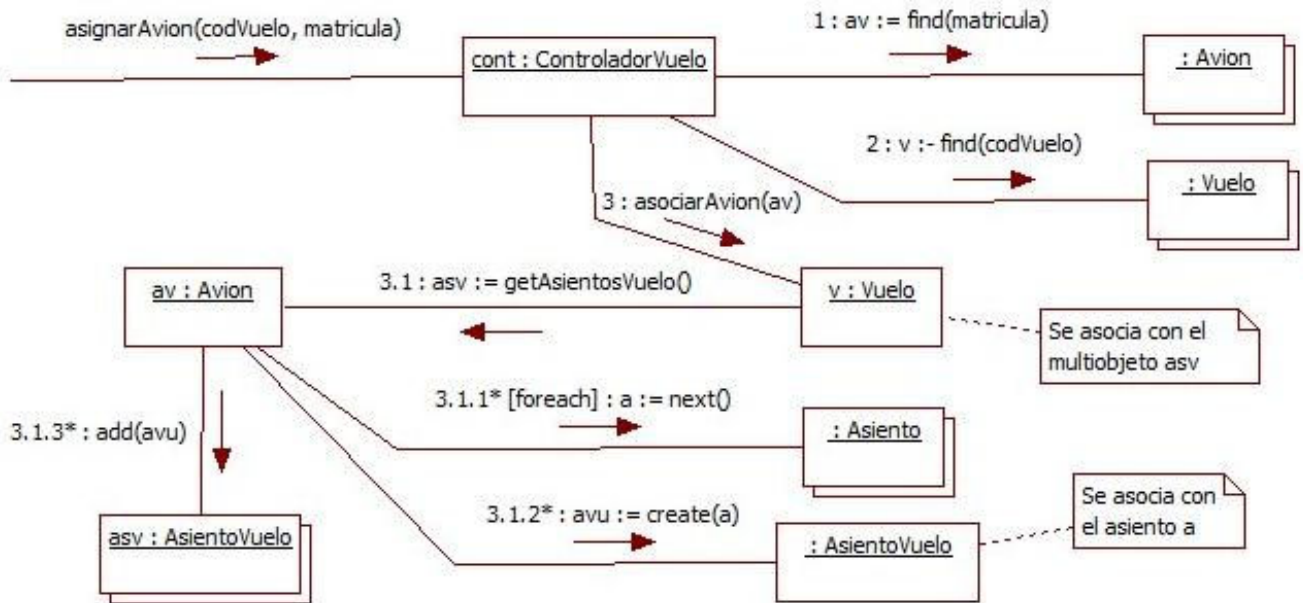 asignarAvion(codVuelo, matricula)
1 : av := find(matricula)
cont : ControladorVuelo
: Avion
2 : v :- find(codVuelo)
: Vuelo
3 : asociarAvion(av)
av : Avion
3.1 : asv := getAsientosVuelo()
v : Vuelo
Se asocia con el
multiobjeto asv
3.1.1* [foreach] : a := next()
3.1.3* : add(avu)
: Asiento
3.1.2* : avu := create(a)
Se asocia con
el asiento a
asv : AsientoVuelo
: AsientoVuelo